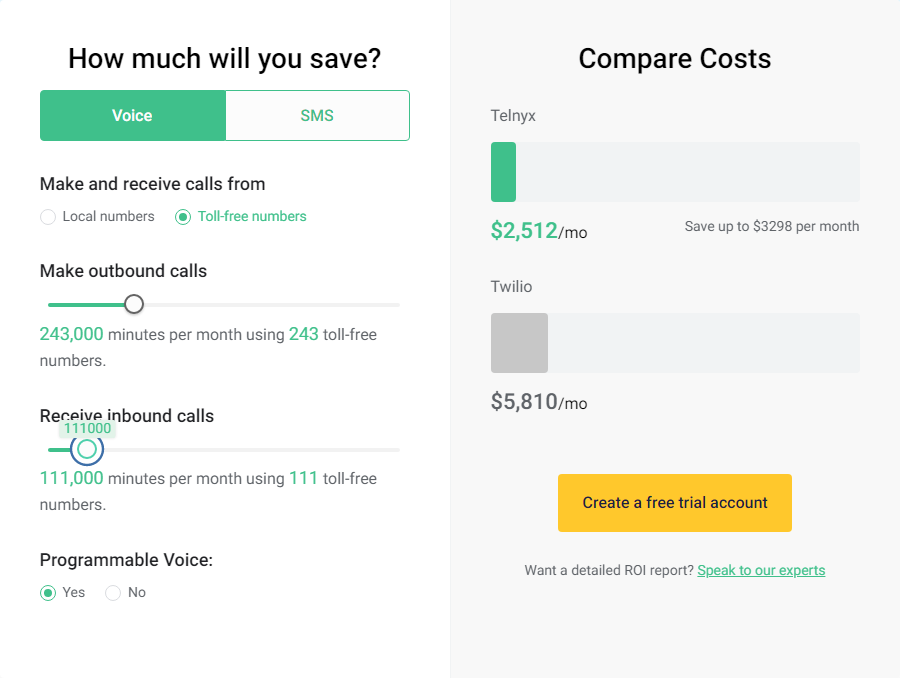 How much will you save?
Voice
SMS
Make and receive calls from
Local numbers
Toll-free numbers
Make outbound calls
243,000 minutes per month using 243 toll-free
numbers.
Receive inbound calls
111000
111,000 minutes per month using 111 toll-free
numbers.
Programmable Voice:
Yes
No
Compare Costs
Telnyx
$2,512/mo
Save up to $3298 per month
Twilio
$5,810/mo
Create a free trial account
Want a detailed ROI report? Speak to our experts